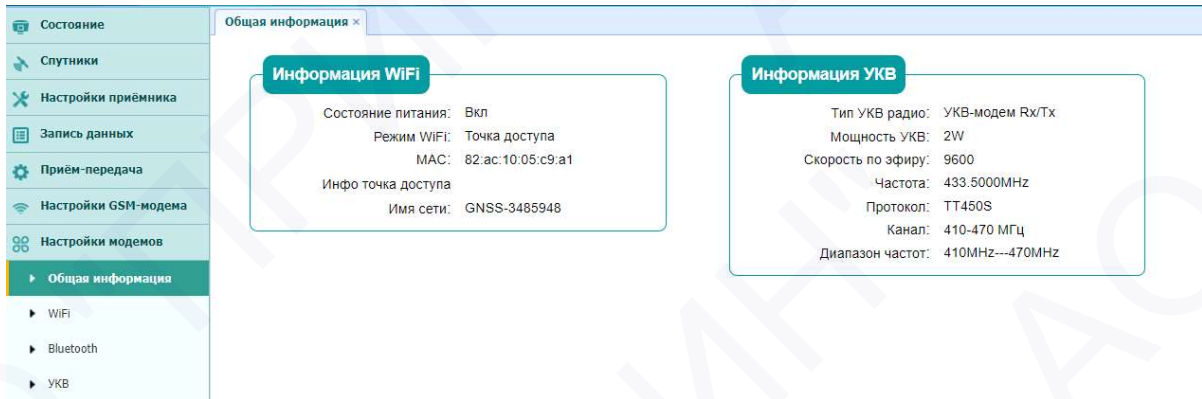 Состояние
Спутники
Настройки приёмника
Запись данных
Приём-передача
Настройки GSM-модема
Настройки модемов
Общая информация
WiFi
Bluetooth
УКВ
Общая информация ×
Информация WiFi
Состояние питания: Вкл
Режим WiFi: Точка доступа
MAC: 82:ac:10:05:c9:a1
Инфо точка доступа
Имя сети: GNSS-3485948
Информация УКВ
Тип УКВ радио: УКВ-модем Rx/Tx
Мощность УКВ: 2W
Скорость по эфиру: 9600
Частота: 433.5000MHz
Протокол: TT450S
Канал: 410-470 МГц
Диапазон частот: 410MHz---470MHz